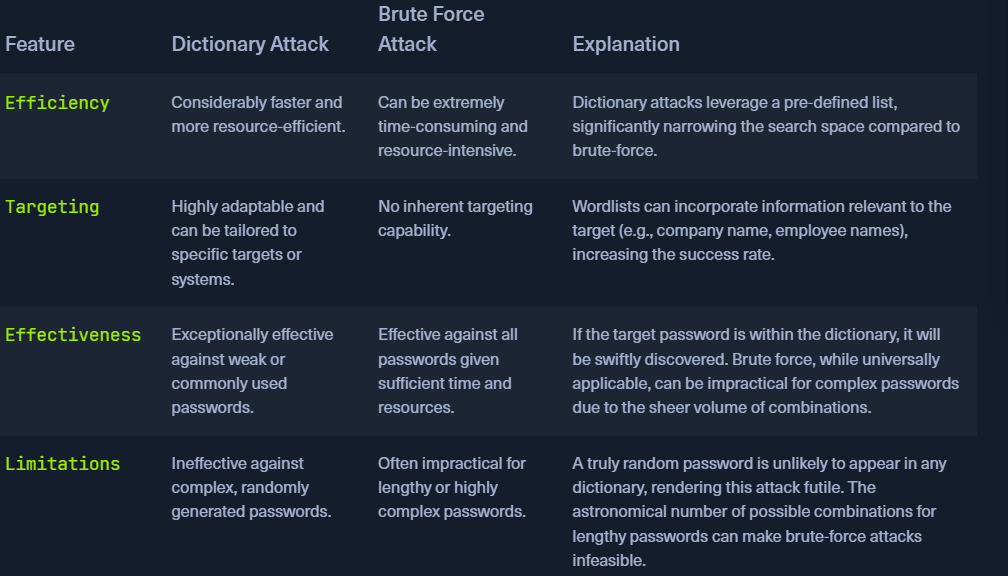 Feature
Dictionary Attack
Brute Force
Attack
Explanation
Efficiency
Considerably faster and
more resource-efficient.
Can be extremely
time-consuming and
resource-intensive.
Dictionary attacks leverage a pre-defined list,
significantly narrowing the search space compared to
brute-force.
Targeting
Highly adaptable and
can be tailored to
specific targets or
systems.
No inherent targeting
capability.
Wordlists can incorporate information relevant to the
target (e.g., company name, employee names),
increasing the success rate.
Effectiveness
Exceptionally effective
against weak or
commonly used
passwords.
Effective against all
passwords given
sufficient time and
resources.
If the target password is within the dictionary, it will
be swiftly discovered. Brute force, while universally
applicable, can be impractical for complex passwords
due to the sheer volume of combinations.
Limitations
Ineffective against
complex, randomly
generated passwords.
Often impractical for
lengthy or highly
complex passwords.
A truly random password is unlikely to appear in any
dictionary, rendering this attack futile. The
astronomical number of possible combinations for
lengthy passwords can make brute-force attacks
infeasible.